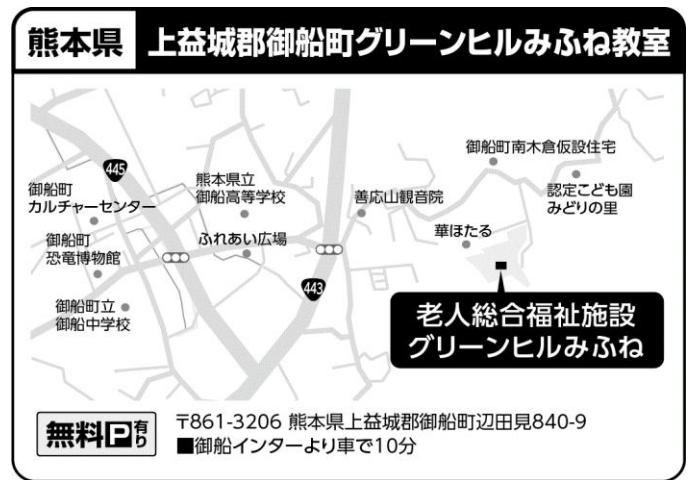 熊本県 上益城郡御船町グリーンヒルみふね教室
445
御船町
カルチャーセンター
熊本県立
御船高等学校
善応山観音院
御船町南木倉仮設住宅
認定こども園
みどりの里
華ほたる
ふれあい広場
御船町
恐竜博物館
443
御船町立
御船中学校
老人総合福祉施設
グリーンヒルみふね
無料P有り
〒861-3206 熊本県上益城郡御船町辺田見840-9
■御船インターより車で10分